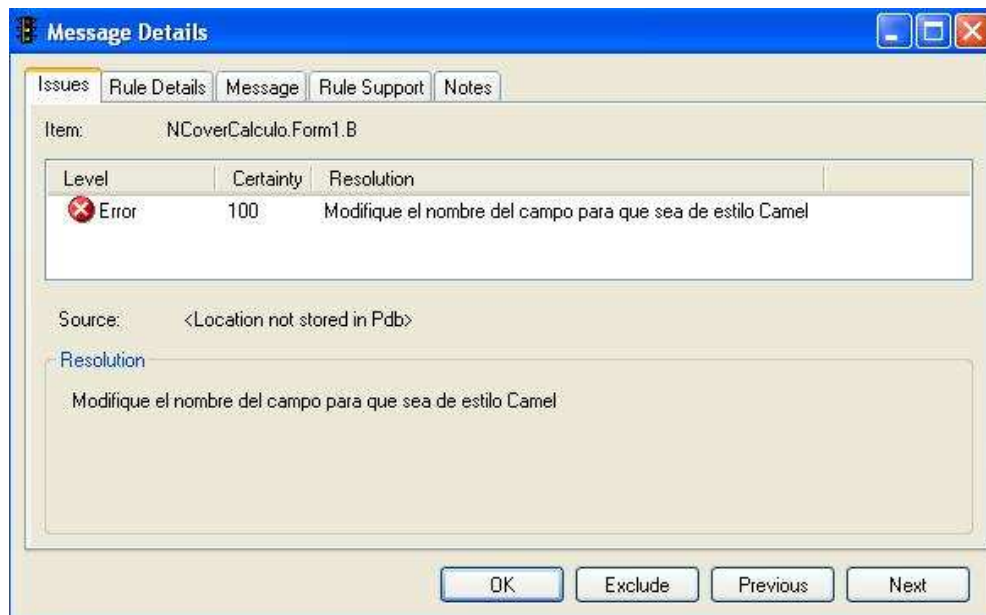 Message Details
Issues Rule Details Message Rule Support Notes
Item: NCoverCalculo.Form1.B
Level Certainty Resolution
Error 100 Modifique el nombre del campo para que sea de estilo Camel
Source: <Location not stored in Pdb>
Resolution
Modifique el nombre del campo para que sea de estilo Camel
OK Exclude Previous Next